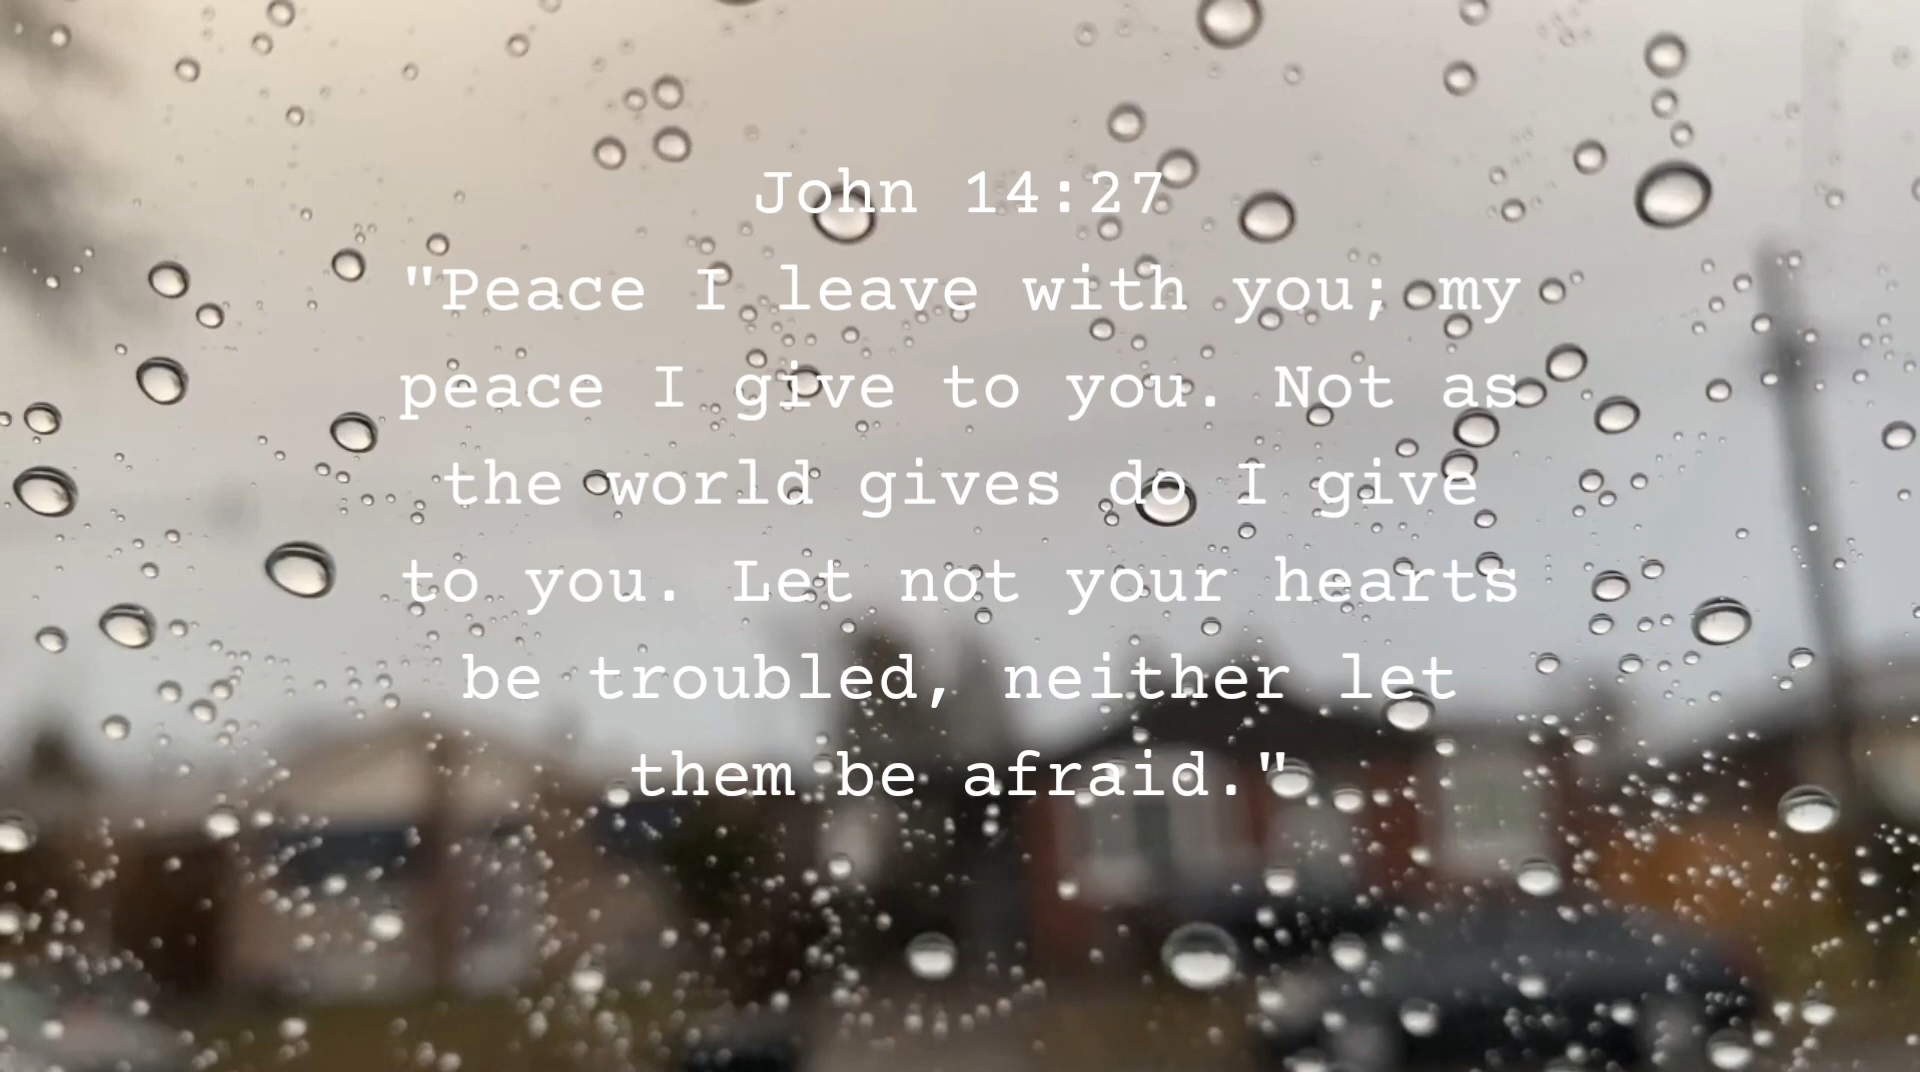 John 14:27
"Peace I leave with you; my
peace I give to you. Not as
the world gives do I give
to you. Let not your hearts
be troubled, neither let
them be afraid."